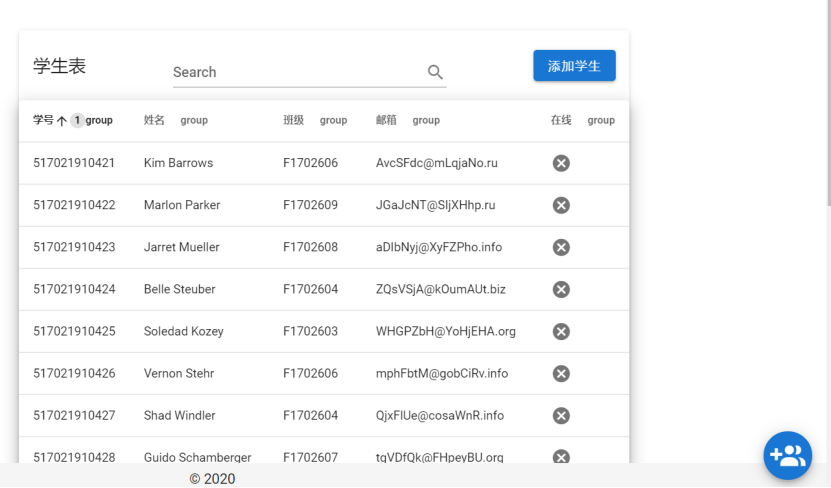 学生表 Search 添加学生
学号 1 group 姓名 group 班级 group 邮箱 group 在线 group
517021910421 Kim Barrows F1702606 AvcSFdc@mLqjaNo.ru
517021910422 Marlon Parker F1702609 JGaJcNT@SljXHhp.ru
517021910423 Jarret Mueller F1702608 aDlbNyj@XyFZPho.info
517021910424 Belle Steuber F1702604 ZQsVSjA@kOumAUt.biz
517021910425 Soledad Kozey F1702603 WHGPZbH@YoHjEHA.org
517021910426 Vernon Stehr F1702606 mphFbtM@gobCiRv.info
517021910427 Shad Windler F1702604 QjxFlUe@cosaWnR.info
517021910428 Guido Schamberger F1702607 tgVDfQk@FHpeyBU.org
© 2020